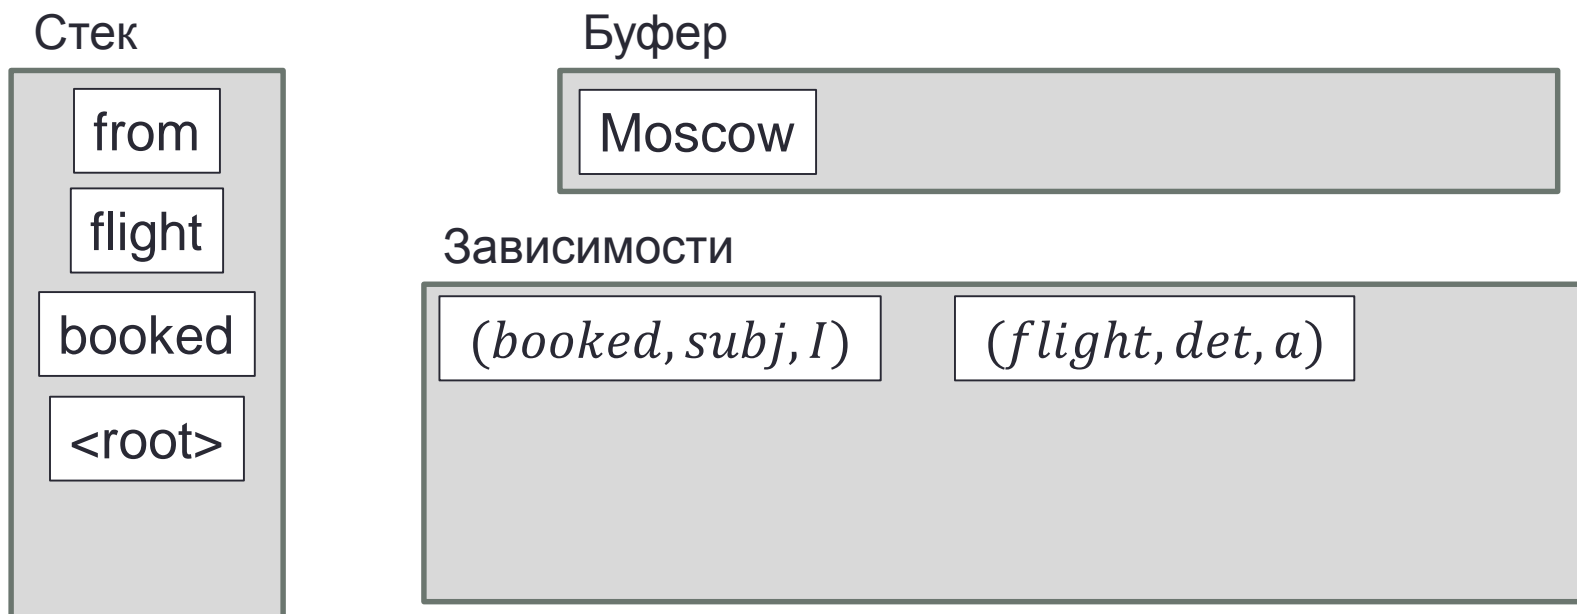 Стек
Буфер
from
flight
booked
<root>
Moscow
Зависимости
(booked, subj, I)
(flight, det, a)